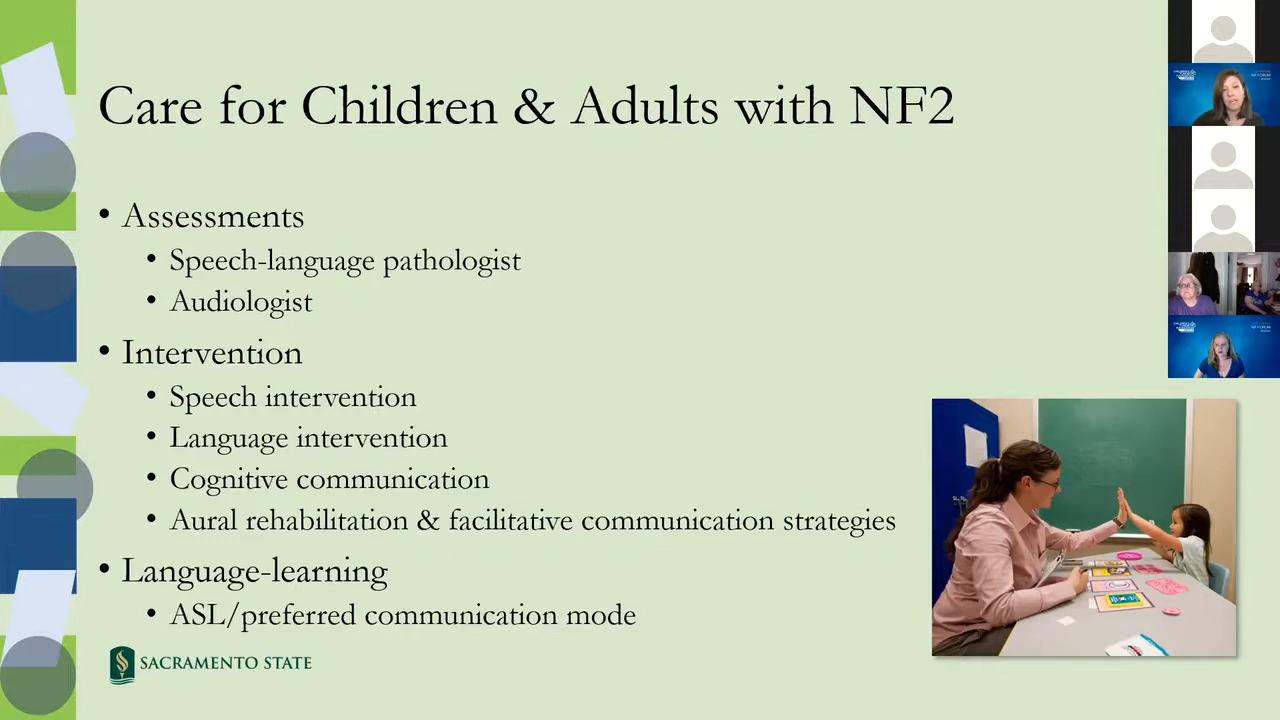 Care for Children & Adults with NF2
• Assessments
• Speech-language pathologist
• Audiologist
• Intervention
• Speech intervention
• Language intervention
• Cognitive communication
• Aural rehabilitation & facilitative communication strategies
• Language-learning
• ASL/preferred communication mode
SACRAMENTO STATE